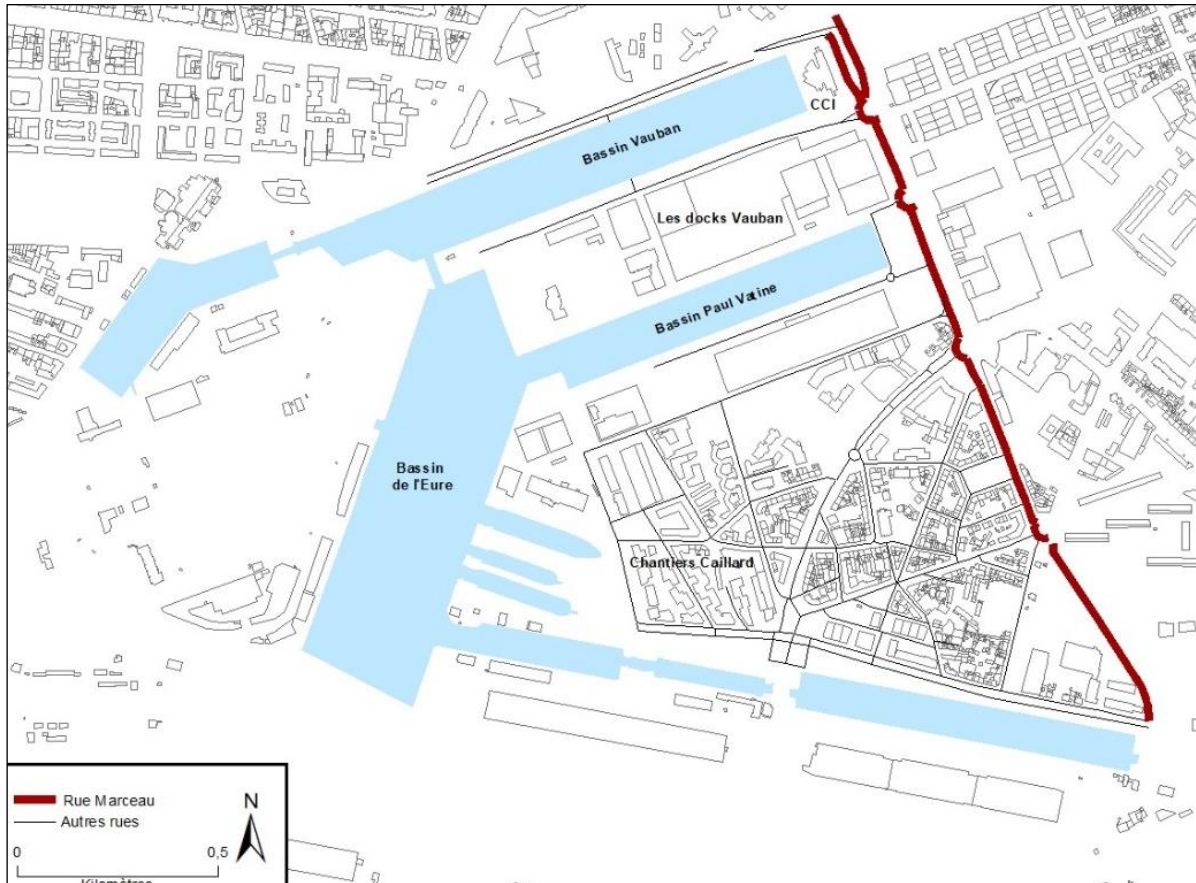 CCI
Bassin Vauban
Les docks Vauban
Bassin Paul Vatine
Bassin
de l'Eure
Chantiers Caillard
Rue Marceau
Autres rues
N
0
0,5
Kilomètres